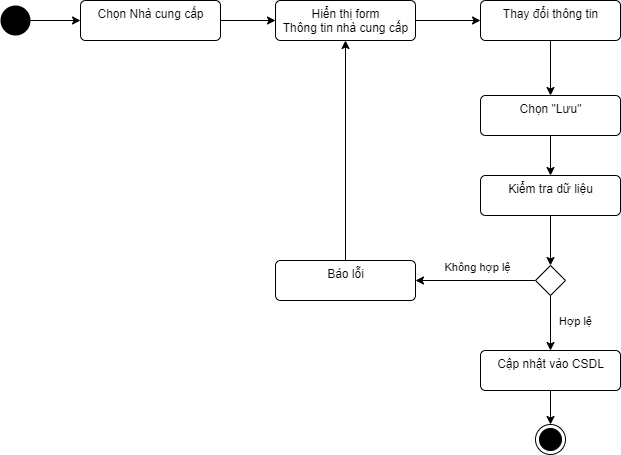 Chọn Nhà cung cấp
Hiển thị form
Thông tin nhà cung cấp
Thay đổi thông tin
Chọn "Lưu"
Kiểm tra dữ liệu
Không hợp lệ
Báo lỗi
Hợp lệ
Cập nhật vào CSDL